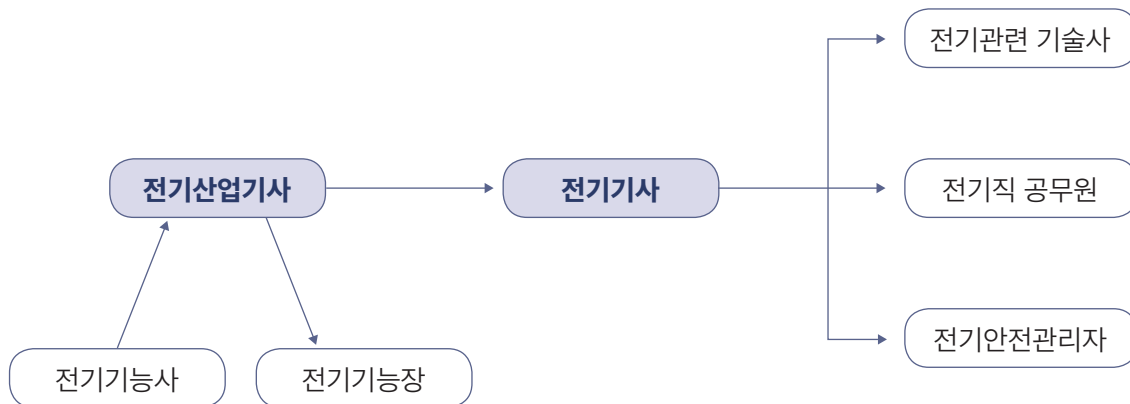 전기관련 기술사
전기산업기사
전기기사
전기직 공무원
전기안전관리자
전기기능사
전기기능장